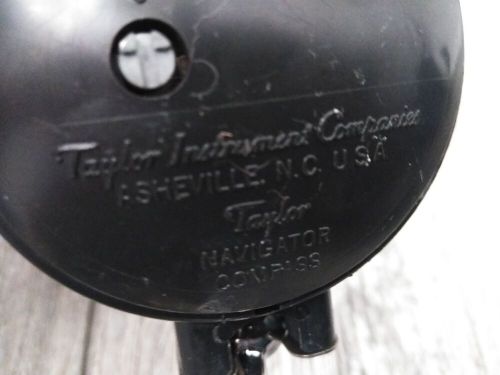 Taylor Instrument Companies
ASHEVILLE, N.C. U.S.A
Taylor
NAVIGATOR
COMPASS